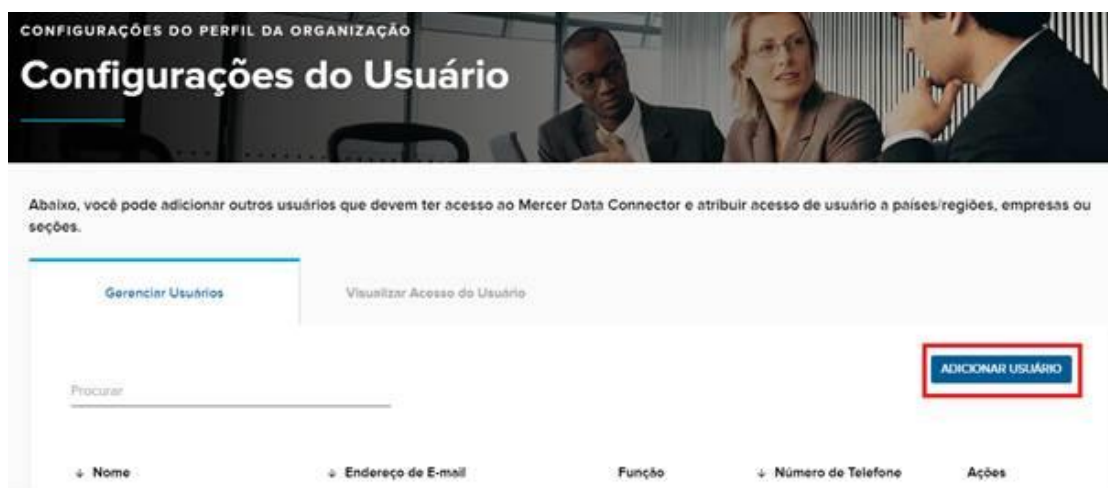 CONFIGURAÇÕES DO PERFIL DA ORGANIZAÇÃO
Configurações do Usuário
Abaixo, você pode adicionar outros usuários que devem ter acesso ao Mercer Data Connector e atribuir acesso de usuário a países/regiões, empresas ou
seções.
Gerenciar Usuários Visualizar Acesso do Usuário
ADICIONAR USUÁRIO
Procurar
↓ Nome ↓ Endereço de E-mail Função ↓ Número de Telefone Ações